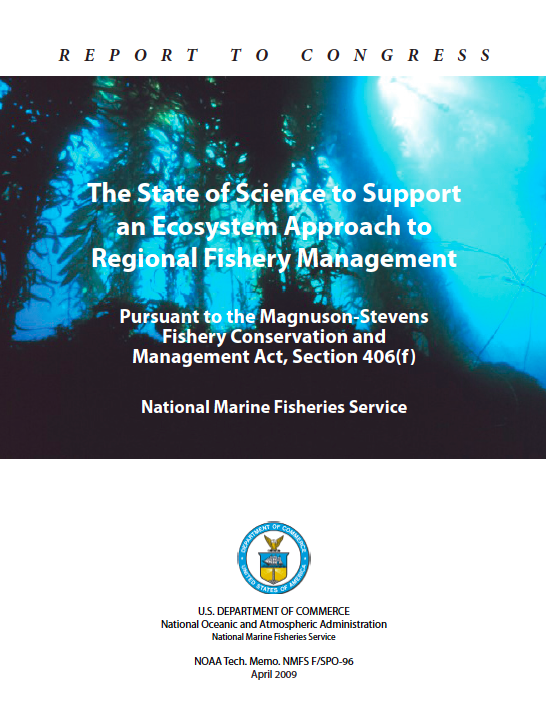 REPORT TO CONGRESS
The State of Science to Support
an Ecosystem Approach to
Regional Fishery Management
Pursuant to the Magnuson-Stevens
Fishery Conservation and
Management Act, Section 406(f)
National Marine Fisheries Service
DEPARTMENT OF COMMERCE
UNITED STATES OF AMERICA
U.S. DEPARTMENT OF COMMERCE
National Oceanic and Atmospheric Administration
National Marine Fisheries Service
NOAA Tech. Memo. NMFS F/SPO-96
April 2009